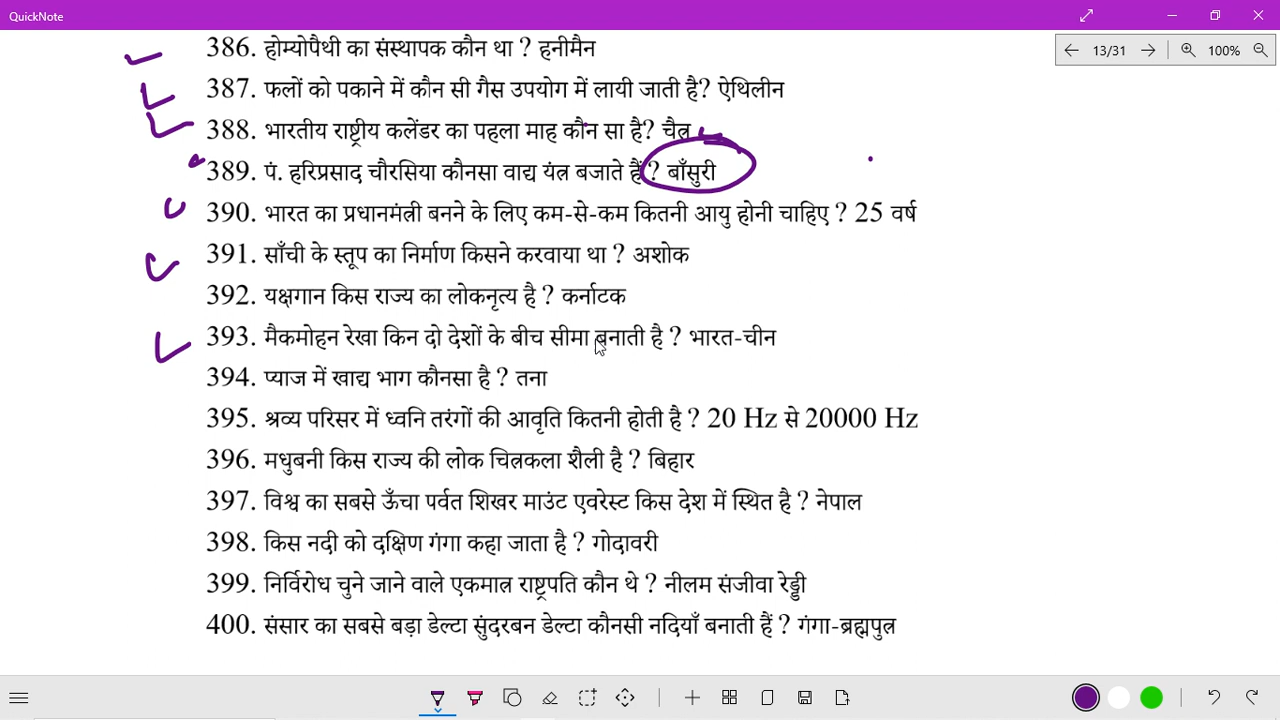 QuickNote
13/31
100%
386. होम्योपैथी का संस्थापक कौन था ? हनीमैन
387. फलों को पकाने में कौन सी गैस उपयोग में लायी जाती है? ऐथिलीन
388. भारतीय राष्ट्रीय कलेंडर का पहला माह कौन सा है? चैत्र
389. पं. हरिप्रसाद चौरसिया कौनसा वाद्य यंत्र बजाते हैं ? बाँसुरी
390. भारत का प्रधानमंत्री बनने के लिए कम-से-कम कितनी आयु होनी चाहिए ? 25 वर्ष
391. साँची के स्तूप का निर्माण किसने करवाया था ? अशोक
392. यक्षगान किस राज्य का लोकनृत्य है ? कर्नाटक
393. मैकमोहन रेखा किन दो देशों के बीच सीमा बनाती है ? भारत-चीन
394. प्याज में खाद्य भाग कौनसा है ? तना
395. श्रव्य परिसर में ध्वनि तरंगों की आवृति कितनी होती है ? 20 Hz से 20000 Hz
396. मधुबनी किस राज्य की लोक चित्रकला शैली है ? बिहार
397. विश्व का सबसे ऊँचा पर्वत शिखर माउंट एवरेस्ट किस देश में स्थित है ? नेपाल
398. किस नदी को दक्षिण गंगा कहा जाता है ? गोदावरी
399. निर्विरोध चुने जाने वाले एकमात्र राष्ट्रपति कौन थे ? नीलम संजीवा रेड्डी
400. संसार का सबसे बड़ा डेल्टा सुंदरबन डेल्टा कौनसी नदियाँ बनाती हैं ? गंगा-ब्रह्मपुत्र